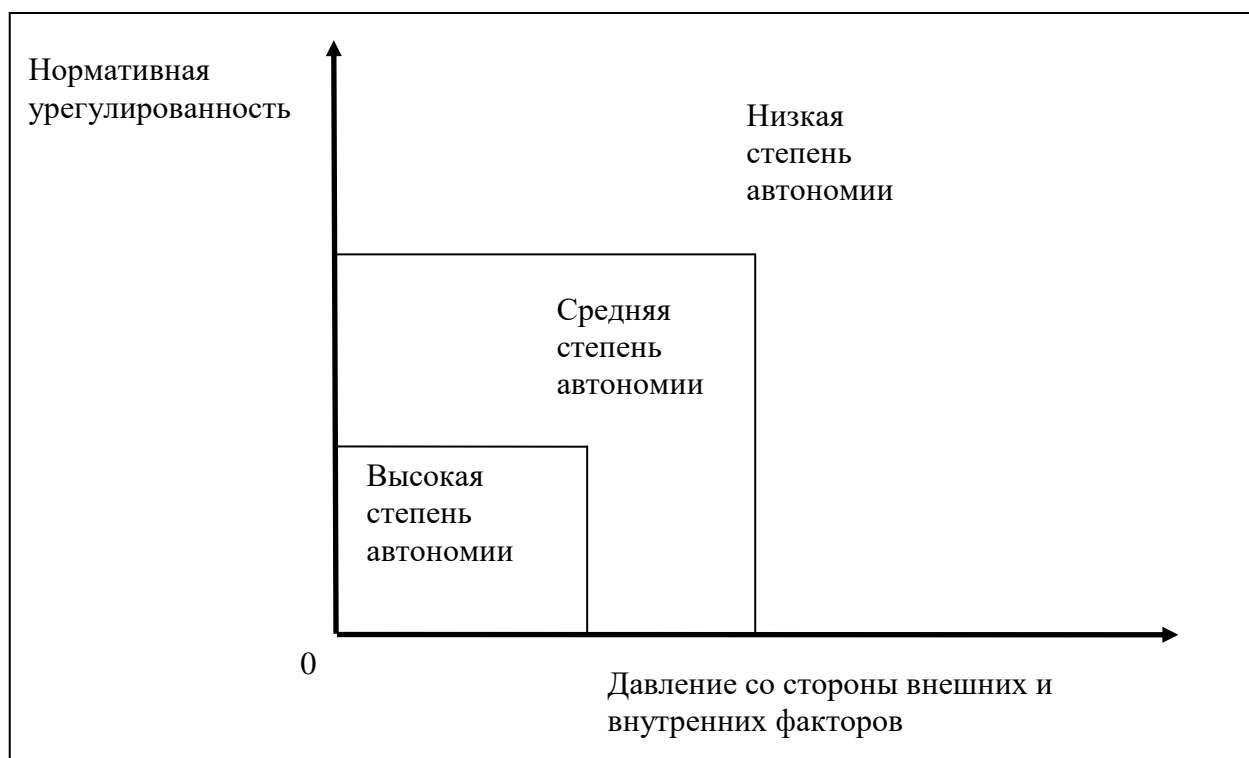 Нормативная
урегулированность
Низкая
степень
автономии
Средняя
степень
автономии
Высокая
степень
автономии
0
Давление со стороны внешних и
внутренних факторов